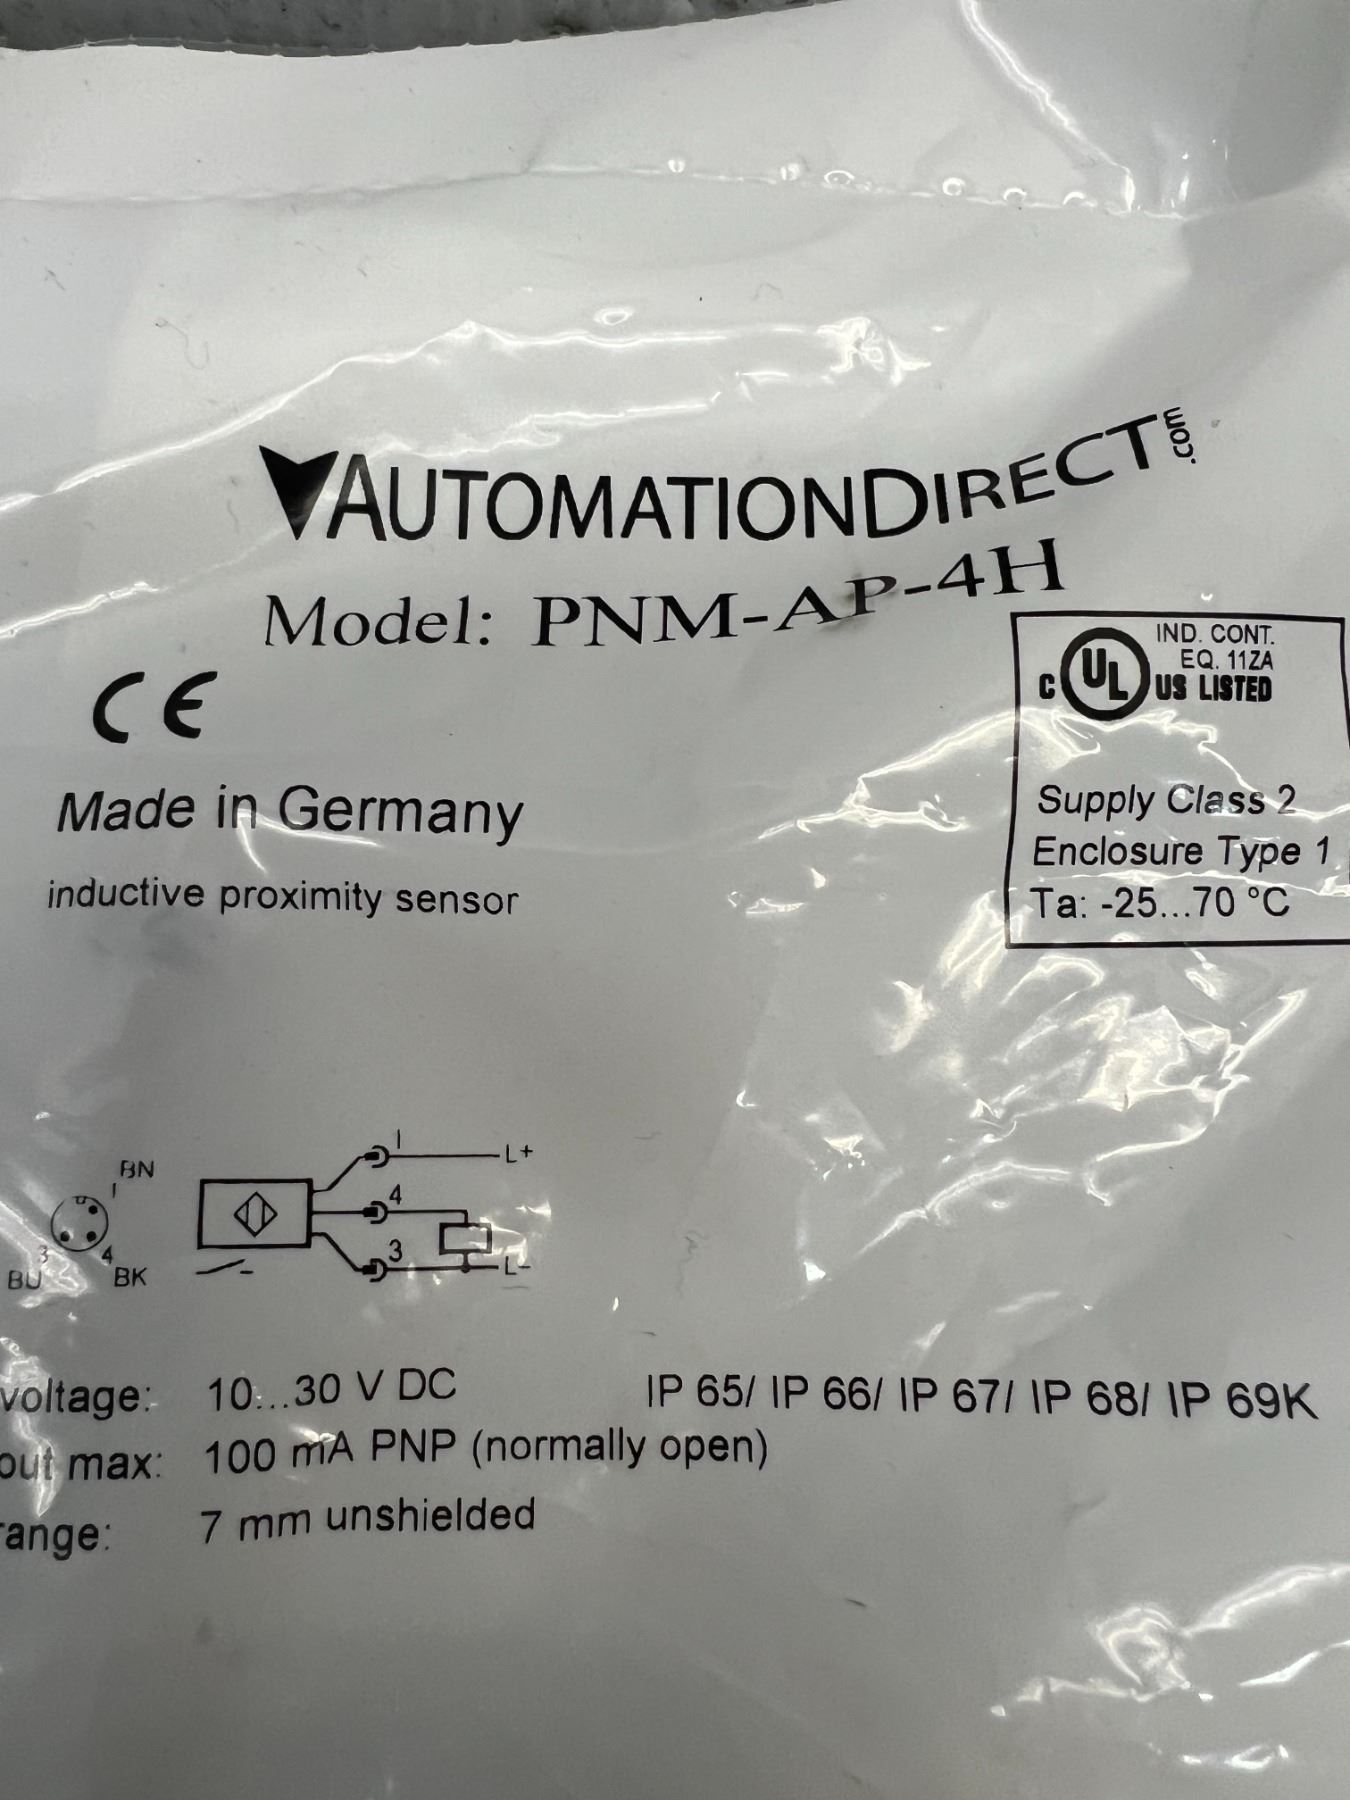 AUTOMATIONDIRECT.com
Model: PNM-AP-4H
CE
C UL US LISTED
IND. CONT.
EQ. 11ZA
Supply Class 2
Enclosure Type 1
Ta: -25...70 °C
Made in Germany
inductive proximity sensor
BN
1
3
4
BU
BK
1
L+
4
3
L-
voltage: 10...30 V DC
IP 65/ IP 66/ IP 67/ IP 68/ IP 69K
out max: 100 mA PNP (normally open)
range: 7 mm unshielded